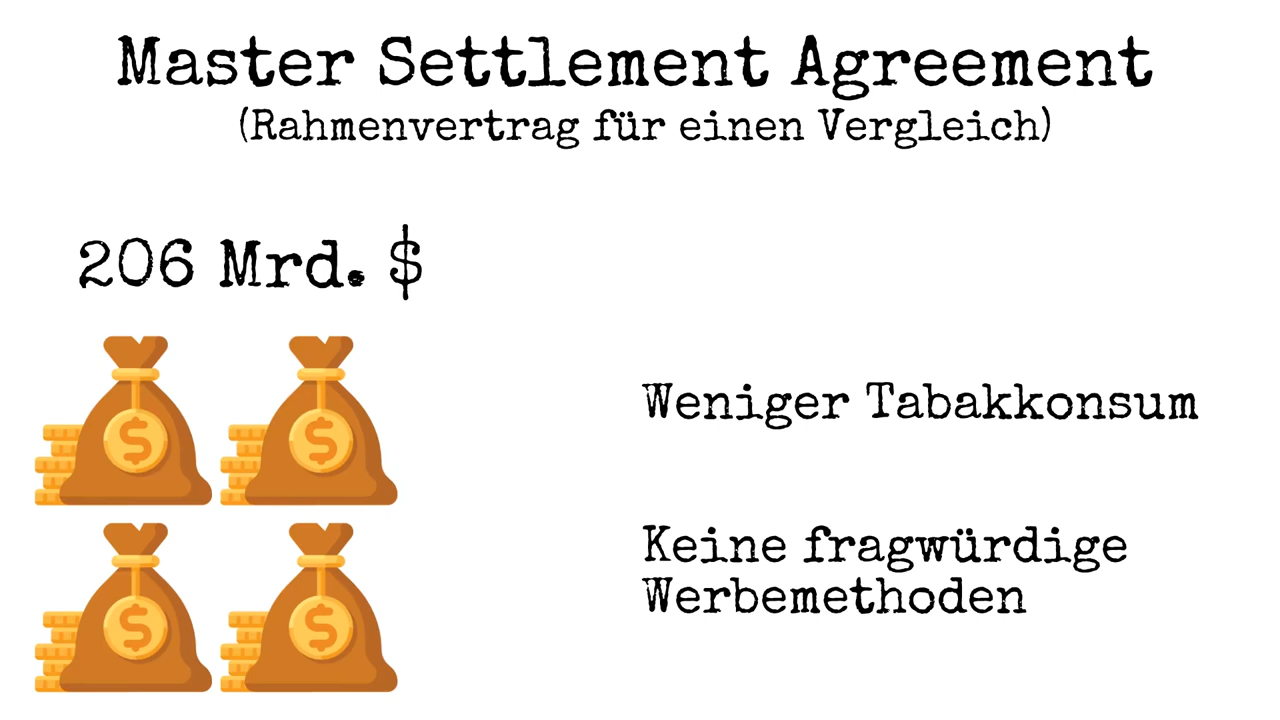 Master Settlement Agreement
(Rahmenvertrag für einen Vergleich)
206 Mrd. $
$ $
$ $
Weniger Tabakkonsum
Keine fragwürdige
Werbemethoden